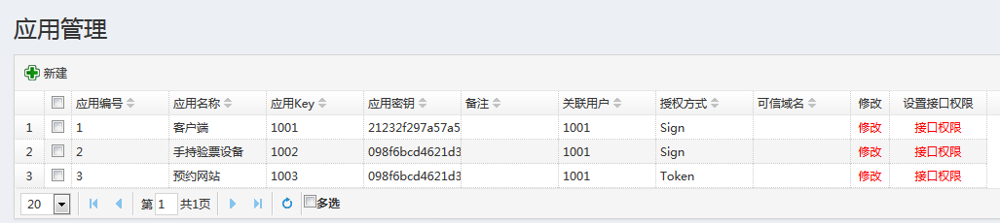 应用管理
新建
应用编号 应用名称 应用Key 应用密钥 备注 关联用户 授权方式 可信域名 修改 设置接口权限
1 1 客户端 1001 21232f297a57a5 1001 Sign 修改 接口权限
2 2 手持验票设备 1002 098f6bcd4621d3 1001 Sign 修改 接口权限
3 3 预约网站 1003 098f6bcd4621d3 1001 Token 修改 接口权限
20 第 1 共1页 多选